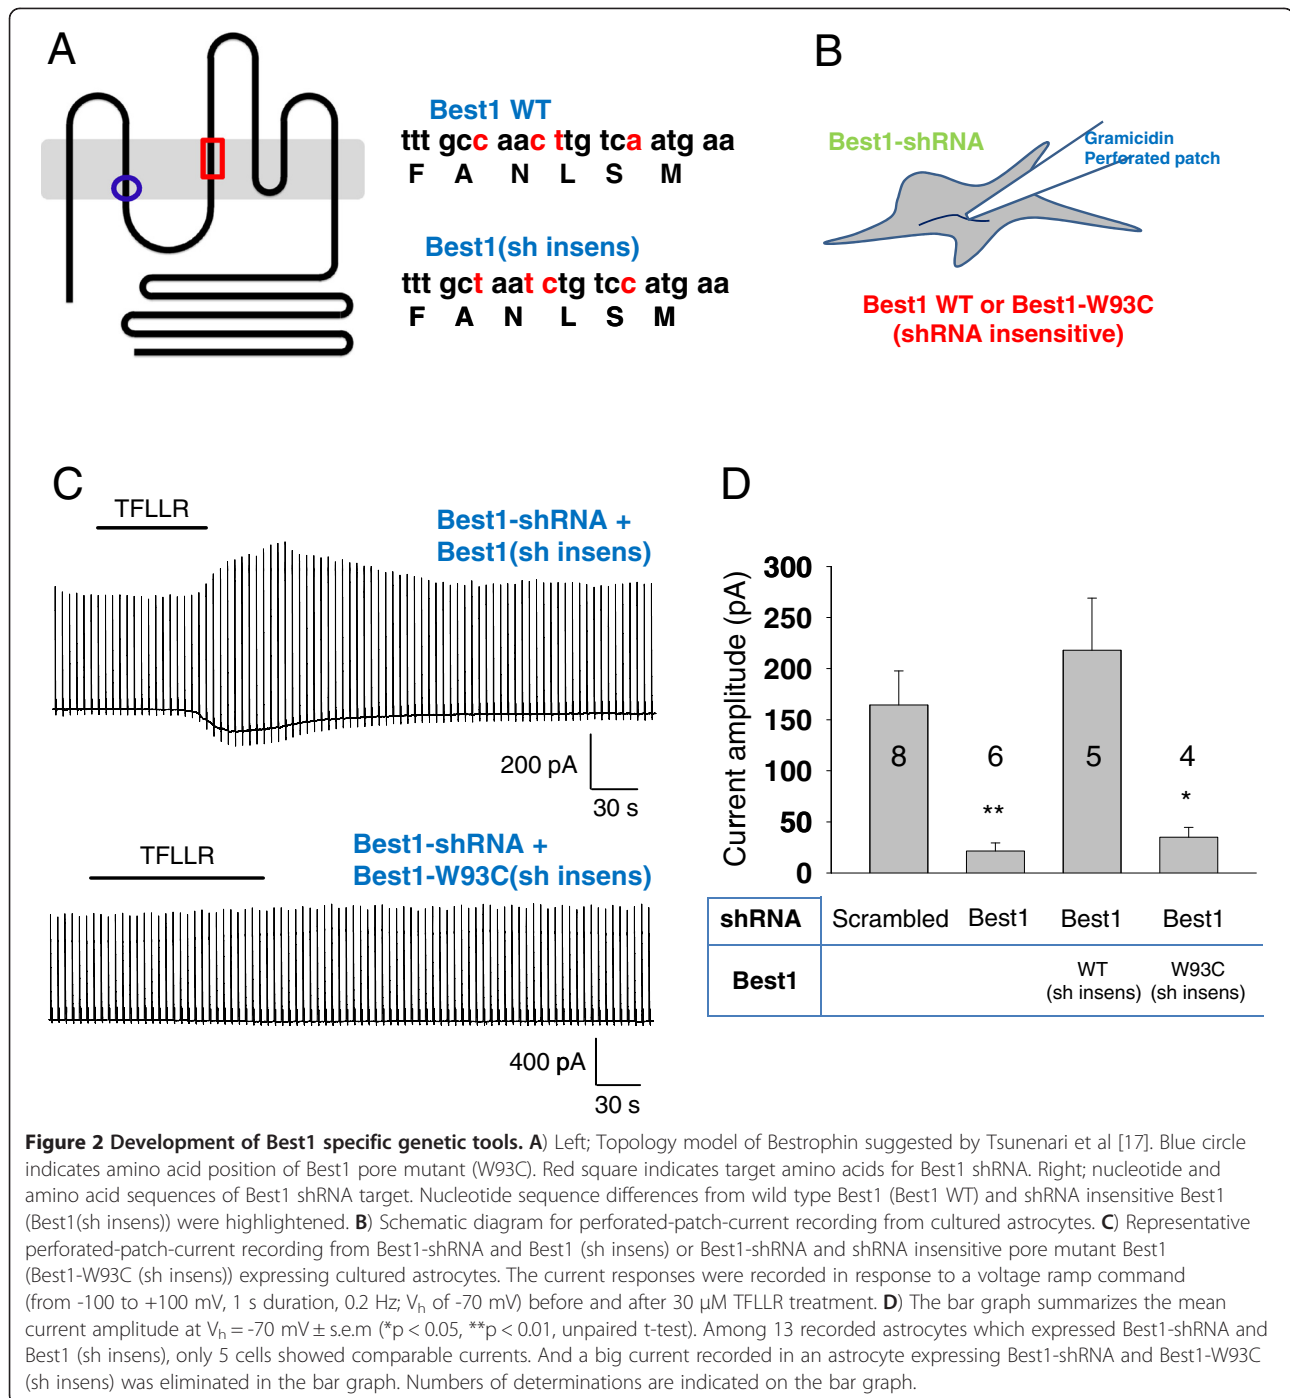 A
Best1 WT
ttt gcc aac ttg tca atg aa
F A N L S M
Best1(sh insens)
ttt gct aat ctg tcc atg aa
F A N L S M
B
Best1-shRNA
Gramicidin
Perforated patch
Best1 WT or Best1-W93C
(shRNA insensitive)
C
TFLLR
Best1-shRNA +
Best1(sh insens)
200 pA
30 s
TFLLR
Best1-shRNA +
Best1-W93C(sh insens)
400 pA
30 s
D
Current amplitude (pA)
300
250
200
150
100
50
0
8
6
5
4
**
*
shRNA Scrambled Best1 Best1 Best1
Best1 WT (sh insens) W93C (sh insens)
Figure 2 Development of Best1 specific genetic tools. A) Left; Topology model of Bestrophin suggested by Tsunenari et al [17]. Blue circle
indicates amino acid position of Best1 pore mutant (W93C). Red square indicates target amino acids for Best1 shRNA. Right; nucleotide and
amino acid sequences of Best1 shRNA target. Nucleotide sequence differences from wild type Best1 (Best1 WT) and shRNA insensitive Best1
(Best1(sh insens)) were highlightened. B) Schematic diagram for perforated-patch-current recording from cultured astrocytes. C) Representative
perforated-patch-current recording from Best1-shRNA and Best1 (sh insens) or Best1-shRNA and shRNA insensitive pore mutant Best1
(Best1-W93C (sh insens)) expressing cultured astrocytes. The current responses were recorded in response to a voltage ramp command
(from -100 to +100 mV, 1 s duration, 0.2 Hz; Vh of -70 mV) before and after 30 μM TFLLR treatment. D) The bar graph summarizes the mean
current amplitude at Vh = -70 mV ± s.e.m (*p < 0.05, **p < 0.01, unpaired t-test). Among 13 recorded astrocytes which expressed Best1-shRNA and
Best1 (sh insens), only 5 cells showed comparable currents. And a big current recorded in an astrocyte expressing Best1-shRNA and Best1-W93C
(sh insens) was eliminated in the bar graph. Numbers of determinations are indicated on the bar graph.